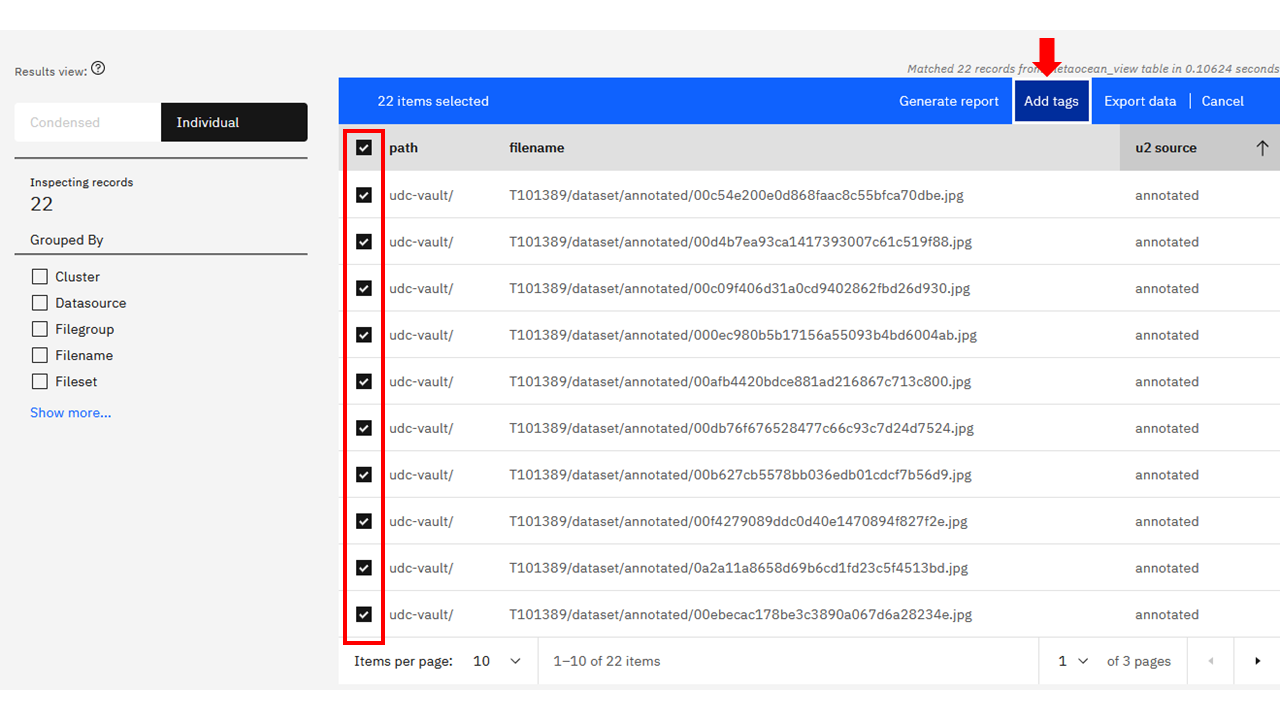 Results view:
Matched 22 records from metaocean_view table in 0.10624 seconds
Condensed
Individual
22 items selected
Generate report
Add tags
Export data
Cancel
path
filename
u2 source
Inspecting records
22
Grouped By
Cluster
Datasource
Filegroup
Filename
Fileset
Show more...
udc-vault/ T101389/dataset/annotated/00c54e200e0d868faac8c55bfca70dbe.jpg annotated
udc-vault/ T101389/dataset/annotated/00d4b7ea93ca1417393007c61c519f88.jpg annotated
udc-vault/ T101389/dataset/annotated/00c09f406d31a0cd9402862fbd26d930.jpg annotated
udc-vault/ T101389/dataset/annotated/000ec980b5b17156a55093b4bd6004ab.jpg annotated
udc-vault/ T101389/dataset/annotated/00afb4420bdce881ad216867c713c800.jpg annotated
udc-vault/ T101389/dataset/annotated/00db76f676528477c66c93c7d24d7524.jpg annotated
udc-vault/ T101389/dataset/annotated/00b627cb5578bb036edb01cdcf7b56d9.jpg annotated
udc-vault/ T101389/dataset/annotated/00f4279089ddc0d40e1470894f827f2e.jpg annotated
udc-vault/ T101389/dataset/annotated/0a2a11a8658d69b6cd1fd23c5f4513bd.jpg annotated
udc-vault/ T101389/dataset/annotated/00ebecac178be3c3890a067d6a28234e.jpg annotated
Items per page: 10
1–10 of 22 items
1 of 3 pages